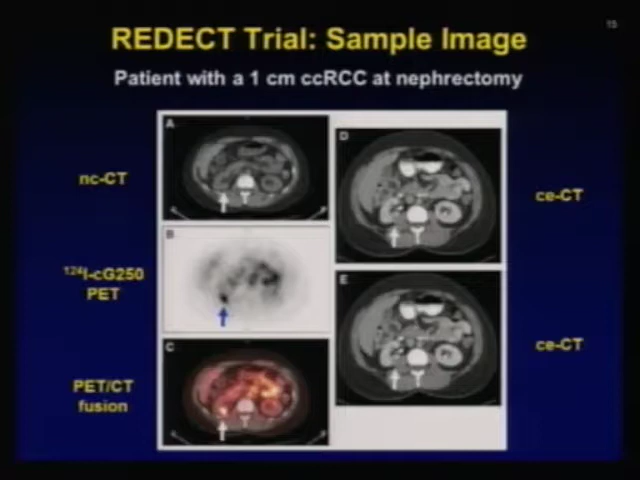 15
REDECT Trial: Sample Image
Patient with a 1 cm ccRCC at nephrectomy
A
D
nc-CT
ce-CT
B
124I-cG250
PET
E
ce-CT
C
PET/CT
fusion